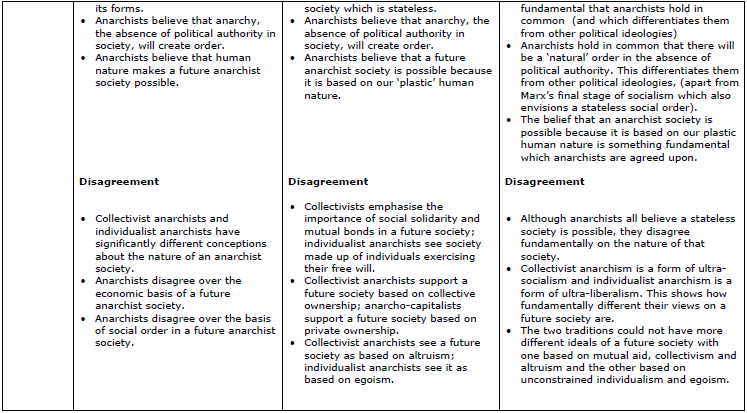 its forms.
• Anarchists believe that anarchy,
the absence of political authority in
society, will create order.
• Anarchists believe that human
nature makes a future anarchist
society possible.
Disagreement
• Collectivist anarchists and
individualist anarchists have
significantly different conceptions
about the nature of an anarchist
society.
• Anarchists disagree over the
economic basis of a future
anarchist society.
• Anarchists disagree over the basis
of social order in a future anarchist
society.
society which is stateless.
• Anarchists believe that anarchy, the
absence of political authority in
society, will create order.
• Anarchists believe that a future
anarchist society is possible because
it is based on our ‘plastic’ human
nature.
Disagreement
• Collectivists emphasise the
importance of social solidarity and
mutual bonds in a future society;
individualist anarchists see society
made up of individuals exercising
their free will.
• Collectivist anarchists support a
future society based on collective
ownership; anarcho-capitalists
support a future society based on
private ownership.
• Collectivist anarchists see a future
society as based on altruism;
individualist anarchists see it as
based on egoism.
fundamental that anarchists hold in
common (and which differentiates them
from other political ideologies)
• Anarchists hold in common that there will
be a ‘natural’ order in the absence of
political authority. This differentiates them
from other political ideologies, (apart from
Marx’s final stage of socialism which also
envisions a stateless social order).
• The belief that an anarchist society is
possible because it is based on our plastic
human nature is something fundamental
which anarchists are agreed upon.
Disagreement
• Although anarchists all believe a stateless
society is possible, they disagree
fundamentally on the nature of that
society.
• Collectivist anarchism is a form of ultra-
socialism and individualist anarchism is a
form of ultra-liberalism. This shows how
fundamentally different their views on a
future society are.
• The two traditions could not have more
different ideals of a future society with
one based on mutual aid, collectivism and
altruism and the other based on
unconstrained individualism and egoism.